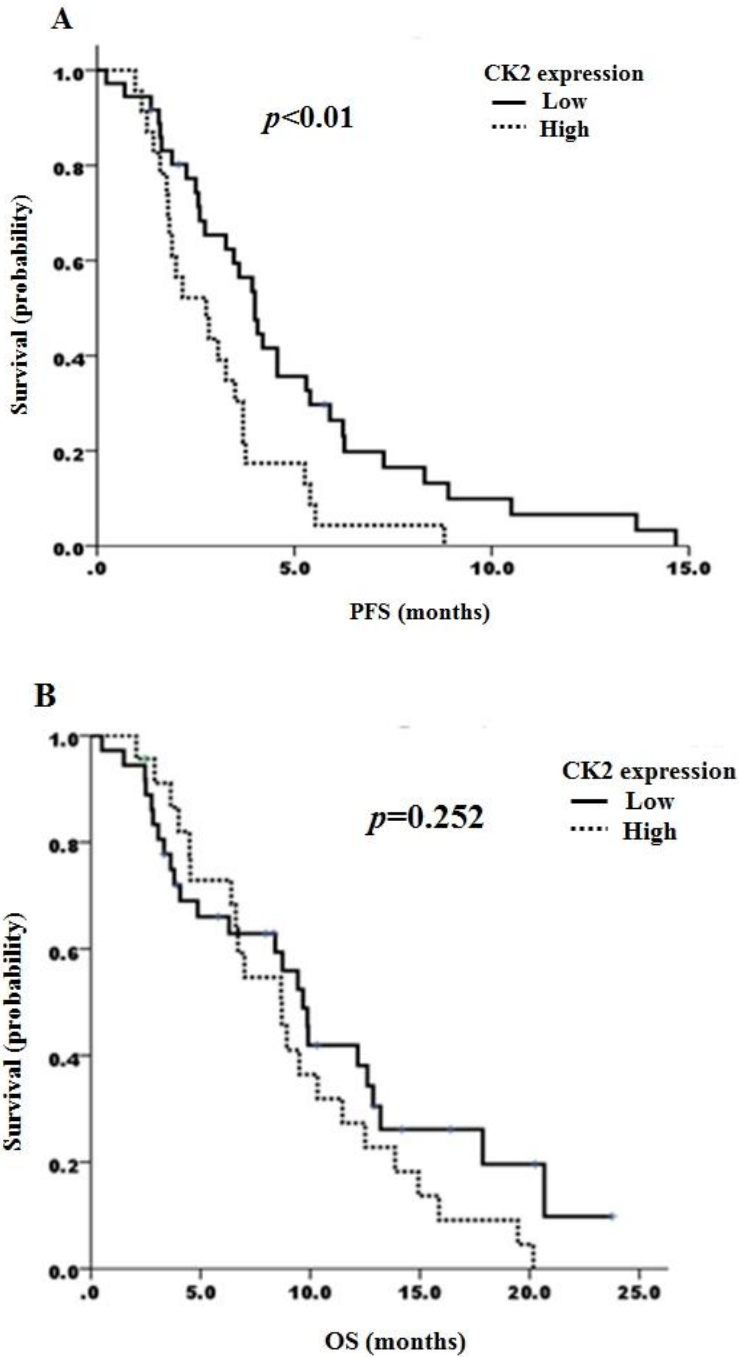 A
CK2 expression
Low
High
p<0.01
1.0
0.8
0.6
0.4
0.2
0.0
.0
5.0
10.0
15.0
Survival (probability)
PFS (months)
B
CK2 expression
Low
High
p=0.252
1.0
0.8
0.6
0.4
0.2
0.0
.0
5.0
10.0
15.0
20.0
25.0
Survival (probability)
OS (months)